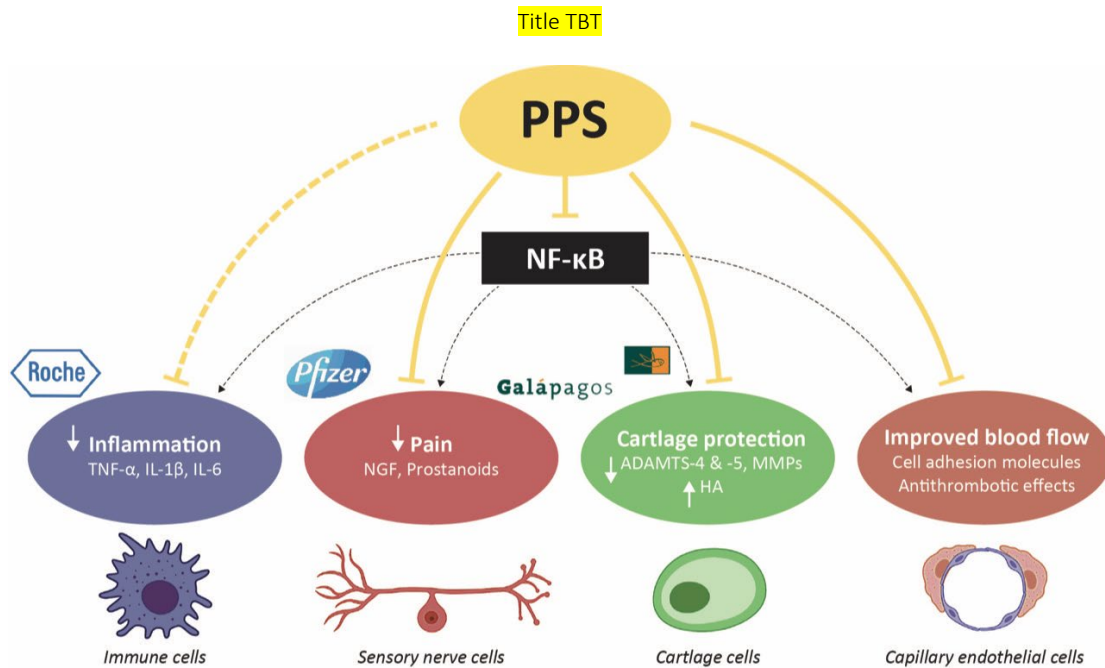 Title TBT
PPS
NF-κB
Roche
Pfizer
Galápagos
↓ Inflammation
TNF-α, IL-1β, IL-6
↓ Pain
NGF, Prostanoids
Cartlage protection
↓ ADAMTS-4 & -5, MMPs
↑ HA
Improved blood flow
Cell adhesion molecules
Antithrombotic effects
Immune cells
Sensory nerve cells
Cartlage cells
Capillary endothelial cells